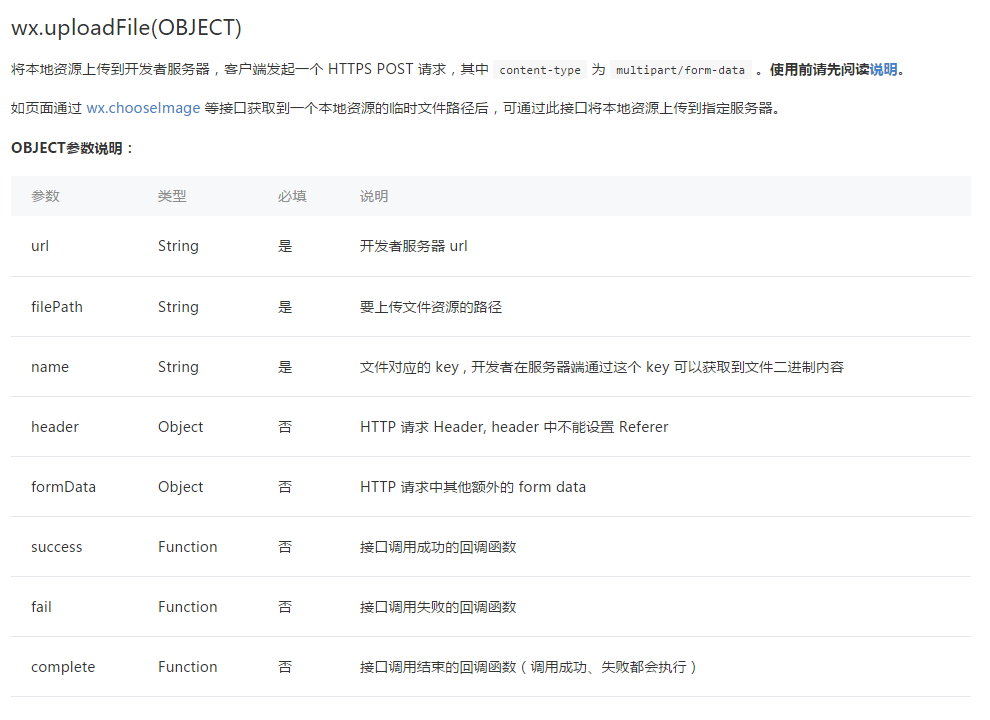 wx.uploadFile(OBJECT)
将本地资源上传到开发者服务器，客户端发起一个 HTTPS POST 请求，其中 content-type 为 multipart/form-data 。使用前请先阅读说明。
如页面通过 wx.chooseImage 等接口获取到一个本地资源的临时文件路径后，可通过此接口将本地资源上传到指定服务器。
OBJECT参数说明：
参数 类型 必填 说明
url String 是 开发者服务器 url
filePath String 是 要上传文件资源的路径
name String 是 文件对应的 key , 开发者在服务器端通过这个 key 可以获取到文件二进制内容
header Object 否 HTTP 请求 Header, header 中不能设置 Referer
formData Object 否 HTTP 请求中其他额外的 form data
success Function 否 接口调用成功的回调函数
fail Function 否 接口调用失败的回调函数
complete Function 否 接口调用结束的回调函数（调用成功、失败都会执行）